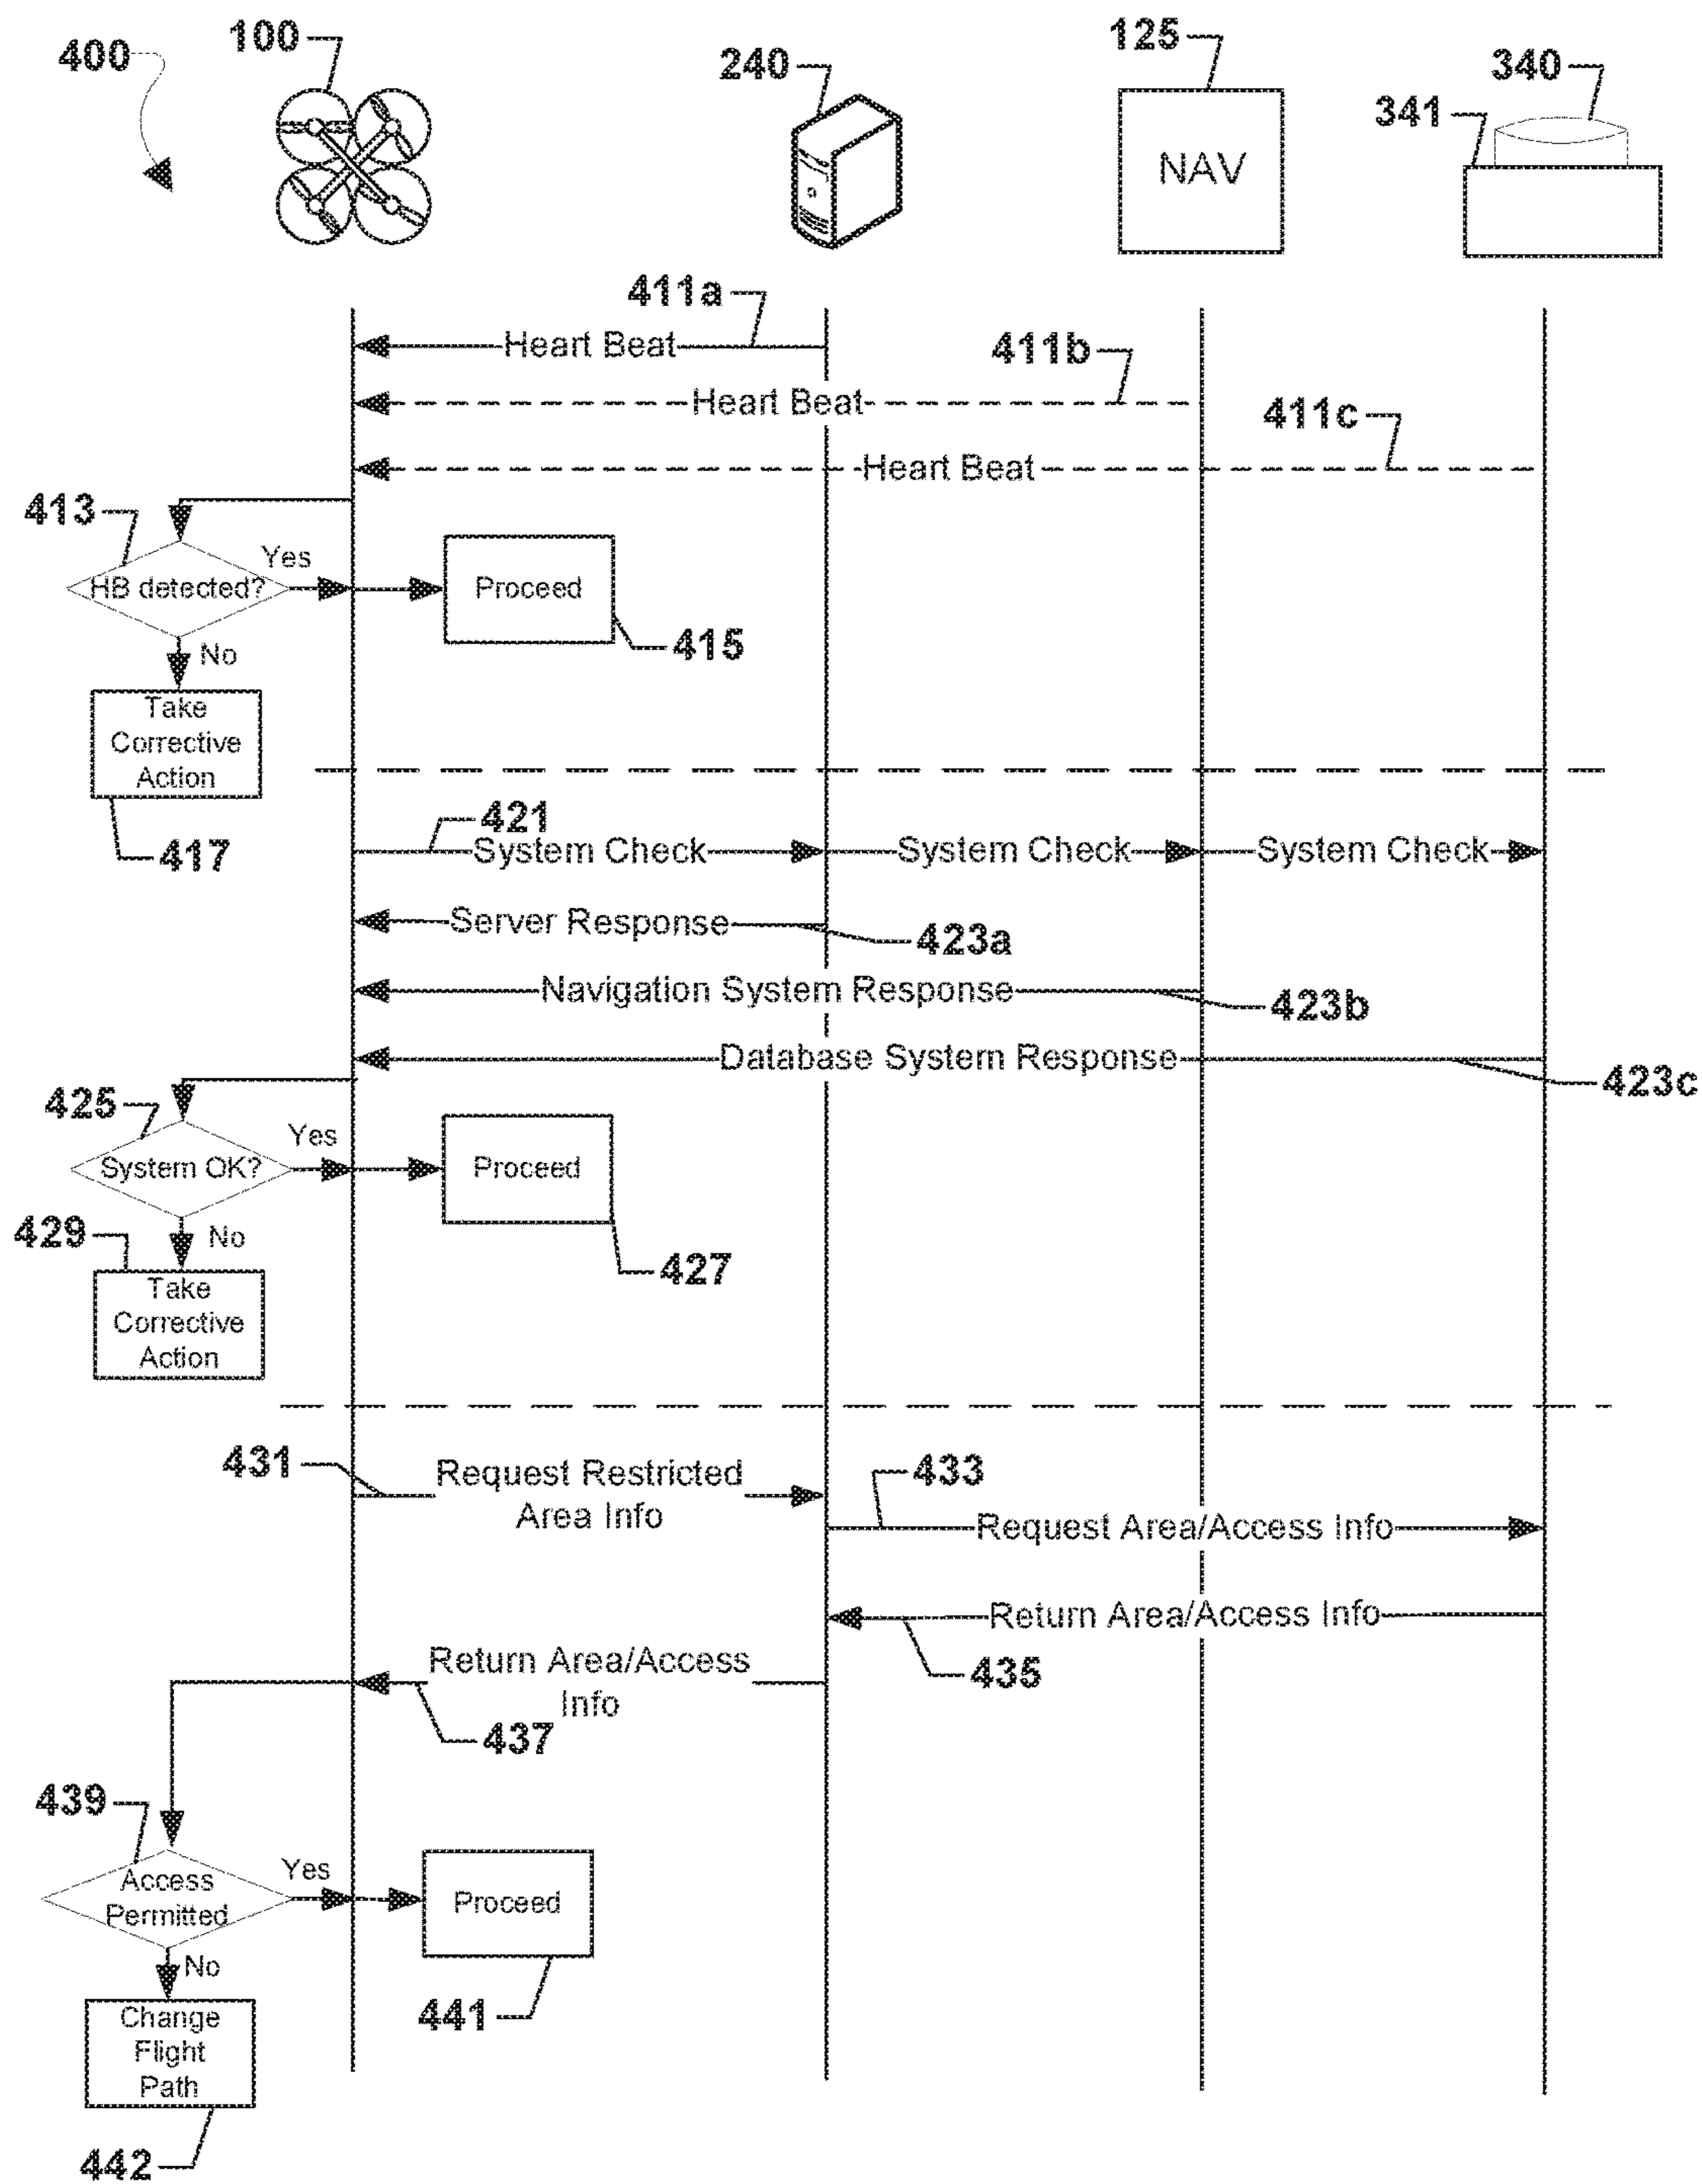 400
100
240
125
340
341
NAV
411a
Heart Beat
411b
Heart Beat
411c
Heart Beat
413
HB detected?
Yes
Proceed
415
No
Take
Corrective
Action
417
421
System Check
System Check
System Check
Server Response
423a
Navigation System Response
423b
Database System Response
423c
425
System OK?
Yes
Proceed
427
No
429
Take
Corrective
Action
431
Request Restricted
Area Info
433
Request Area/Access Info
Return Area/Access Info
435
Return Area/Access
Info
437
439
Access
Permitted
Yes
Proceed
441
No
Change
Flight
Path
442